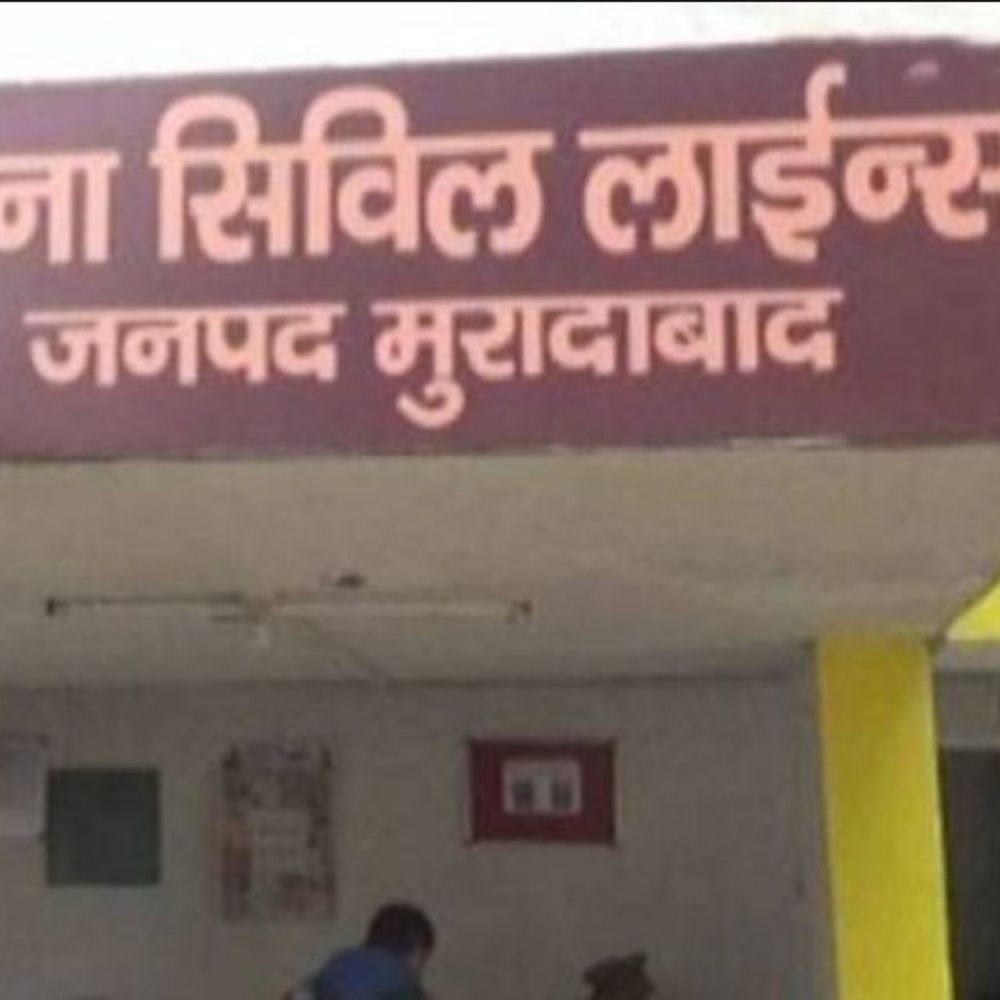 ना सिविल लाईन्स
जनपद मुरादाबाद